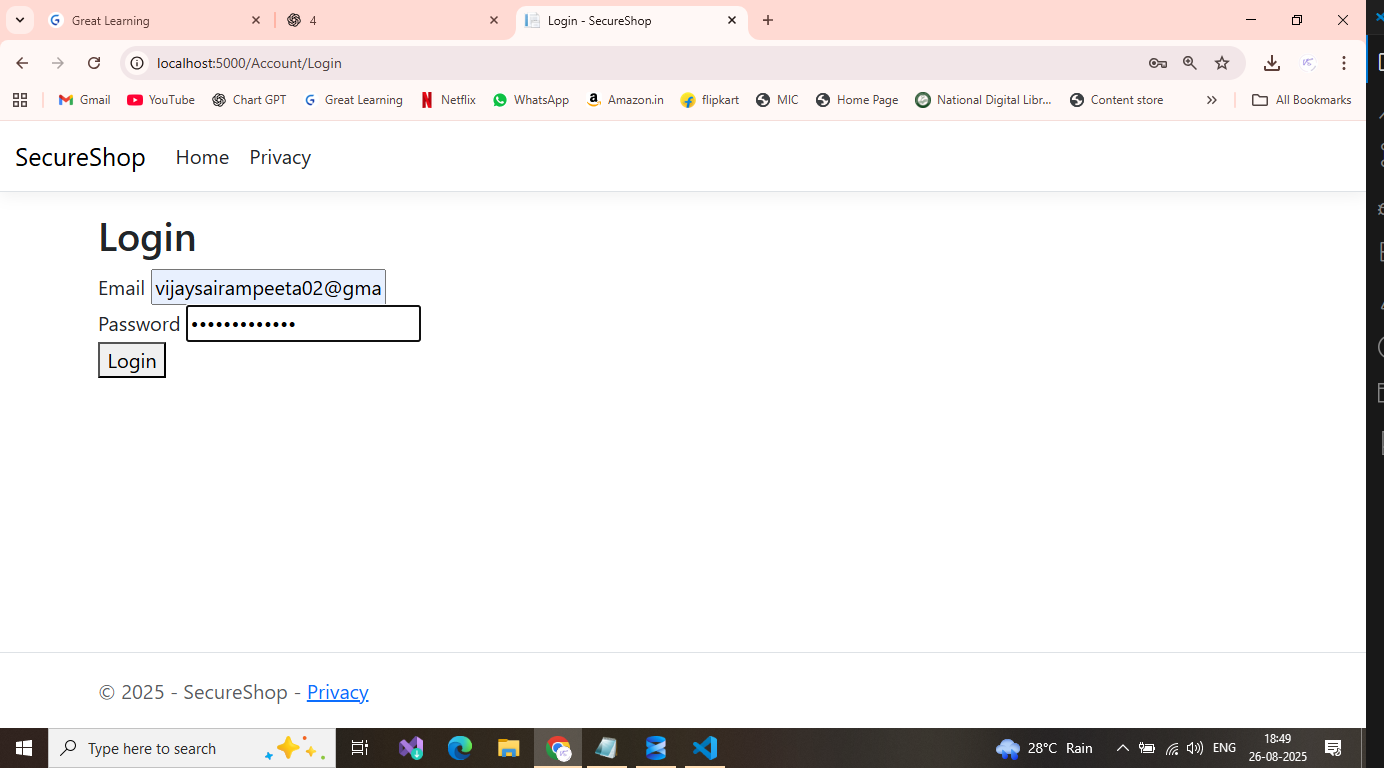 Great Learning
4
Login - SecureShop
localhost:5000/Account/Login
Gmail YouTube Chart GPT Great Learning Netflix WhatsApp Amazon.in flipkart MIC Home Page National Digital Libr... Content store » All Bookmarks
SecureShop Home Privacy
Login
Email vijaysairampeeta02@gma
Password •••••••••••••
Login
© 2025 - SecureShop - Privacy
Type here to search
28°C Rain
ENG
18:49
26-08-2025